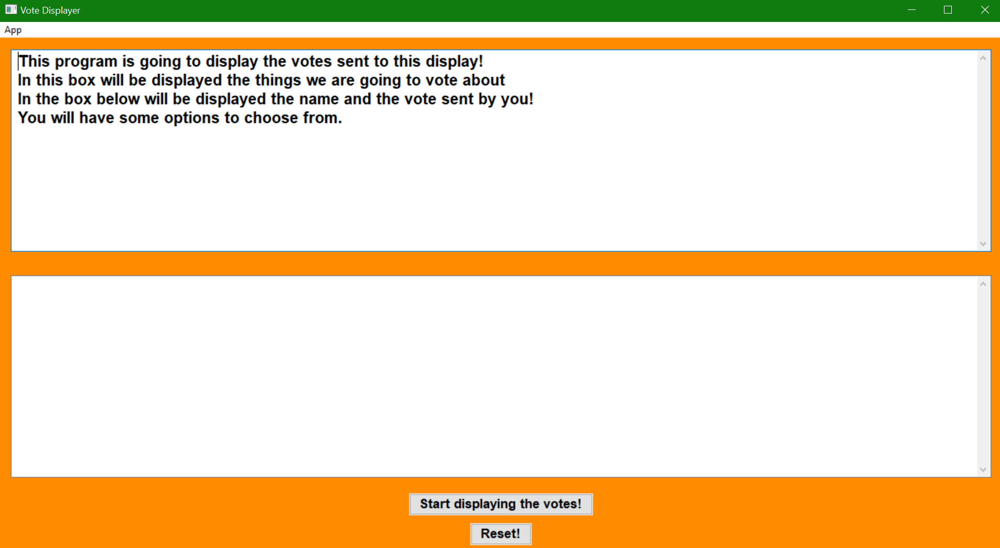 Vote Displayer
App
This program is going to display the votes sent to this display!
In this box will be displayed the things we are going to vote about
In the box below will be displayed the name and the vote sent by you!
You will have some options to choose from.
Start displaying the votes!
Reset!